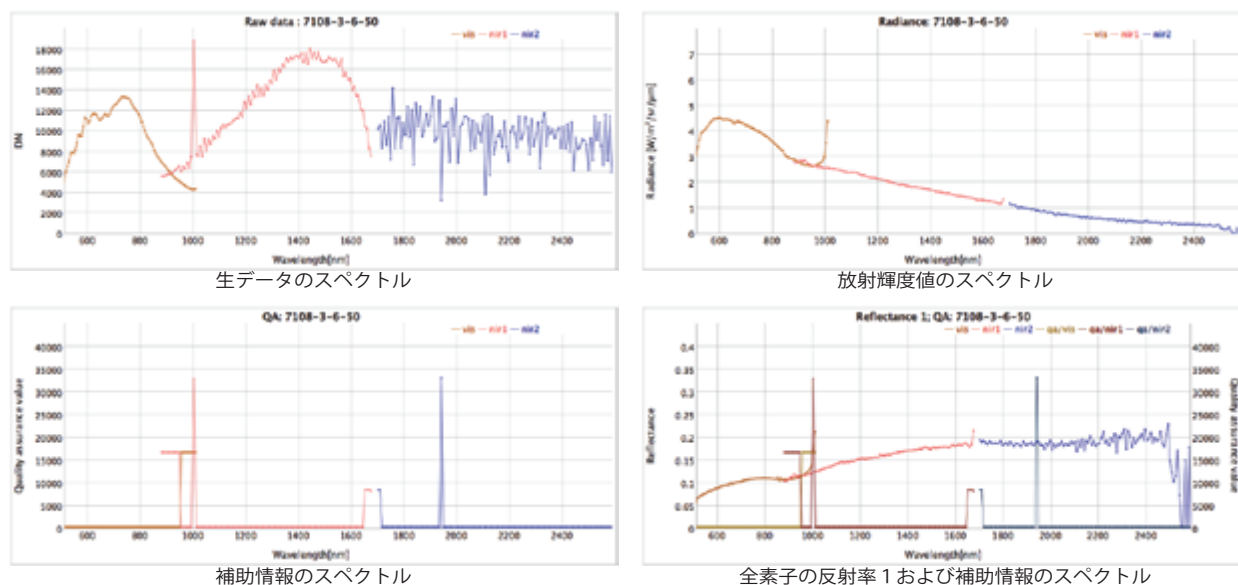 Raw data : 7108-3-6-50
vis nir1 nir2
DN
18000
16000
14000
12000
10000
8000
6000
4000
2000
0
600 800 1000 1200 1400 1600 1800 2000 2200 2400
Wavelength[nm]
生データのスペクトル
Radiance: 7108-3-6-50
vis nir1 nir2
Radiance [W/m²/sr/µm]
7
6
5
4
3
2
1
0
600 800 1000 1200 1400 1600 1800 2000 2200 2400
Wavelength[nm]
放射輝度値のスペクトル
QA: 7108-3-6-50
vis nir1 nir2
Quality assurance value
40000
35000
30000
25000
20000
15000
10000
5000
0
600 800 1000 1200 1400 1600 1800 2000 2200 2400
Wavelength[nm]
補助情報のスペクトル
Reflectance 1; QA: 7108-3-6-50
vis nir1 nir2 qa/vis qa/nir1 qa/nir2
Reflectance
0.4
0.35
0.3
0.25
0.2
0.15
0.1
0.05
0
40000
35000
30000
25000
20000
15000
10000
5000
0
Quality assurance value
600 800 1000 1200 1400 1600 1800 2000 2200 2400
Wavelength[nm]
全素子の反射率１および補助情報のスペクトル